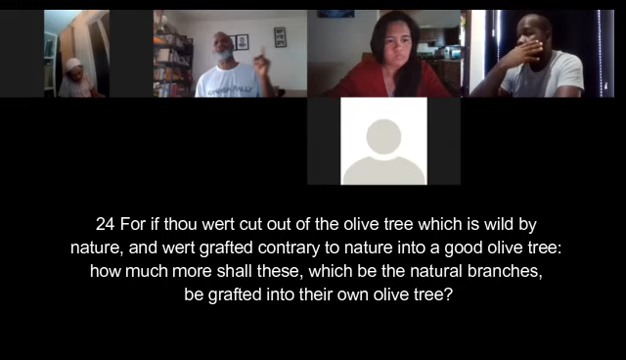 24 For if thou wert cut out of the olive tree which is wild by
nature, and wert grafted contrary to nature into a good olive tree:
how much more shall these, which be the natural branches,
be grafted into their own olive tree?